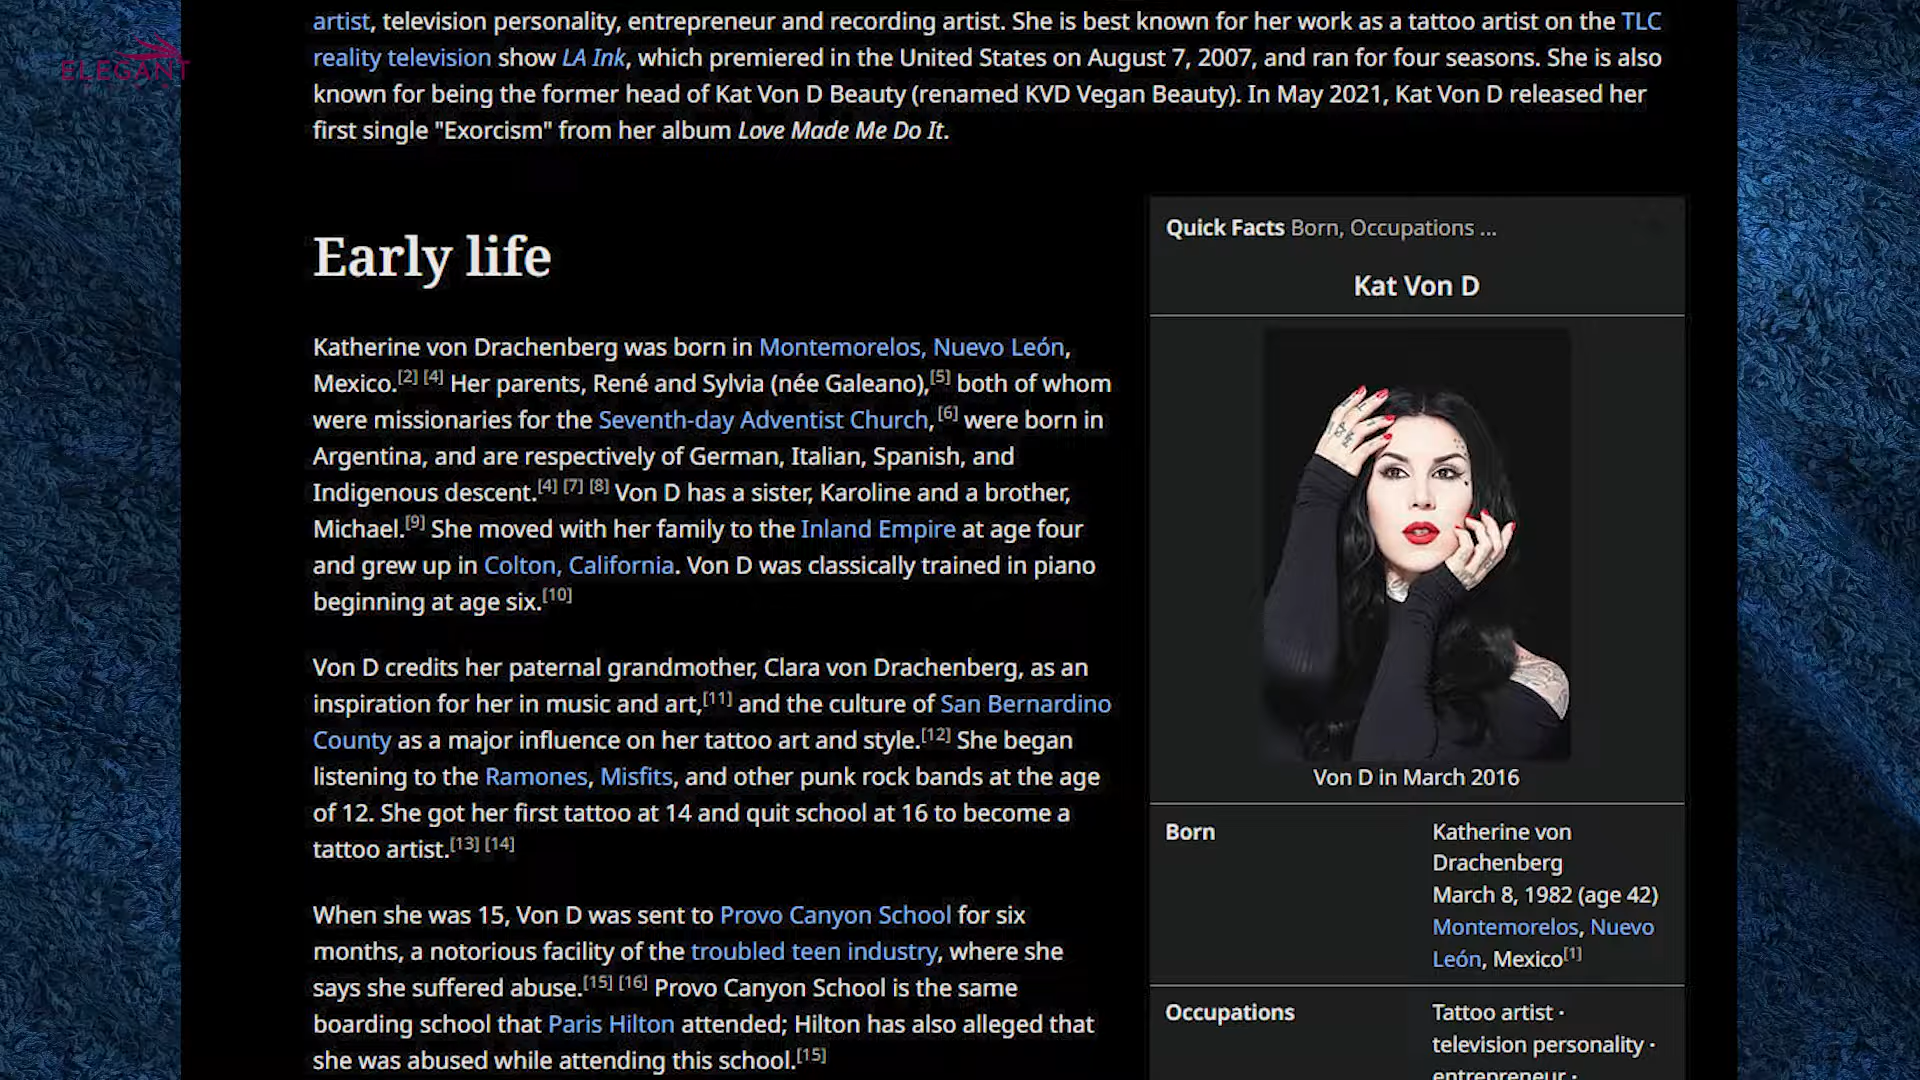 artist, television personality, entrepreneur and recording artist. She is best known for her work as a tattoo artist on the TLC
reality television show LA Ink, which premiered in the United States on August 7, 2007, and ran for four seasons. She is also
known for being the former head of Kat Von D Beauty (renamed KVD Vegan Beauty). In May 2021, Kat Von D released her
first single "Exorcism" from her album Love Made Me Do It.
ELEGANT
Early life
Katherine von Drachenberg was born in Montemorelos, Nuevo León,
Mexico.[2] [4] Her parents, René and Sylvia (née Galeano),[5] both of whom
were missionaries for the Seventh-day Adventist Church,[6] were born in
Argentina, and are respectively of German, Italian, Spanish, and
Indigenous descent.[4] [7] [8] Von D has a sister, Karoline and a brother,
Michael.[9] She moved with her family to the Inland Empire at age four
and grew up in Colton, California. Von D was classically trained in piano
beginning at age six.[10]
Von D credits her paternal grandmother, Clara von Drachenberg, as an
inspiration for her in music and art,[11] and the culture of San Bernardino
County as a major influence on her tattoo art and style.[12] She began
listening to the Ramones, Misfits, and other punk rock bands at the age
of 12. She got her first tattoo at 14 and quit school at 16 to become a
tattoo artist.[13] [14]
When she was 15, Von D was sent to Provo Canyon School for six
months, a notorious facility of the troubled teen industry, where she
says she suffered abuse.[15] [16] Provo Canyon School is the same
boarding school that Paris Hilton attended; Hilton has also alleged that
she was abused while attending this school.[15]
Quick Facts Born, Occupations ...
Kat Von D
Von D in March 2016
Born
Katherine von
Drachenberg
March 8, 1982 (age 42)
Montemorelos, Nuevo
León, Mexico[1]
Occupations
Tattoo artist ·
television personality ·
entrepreneur ·